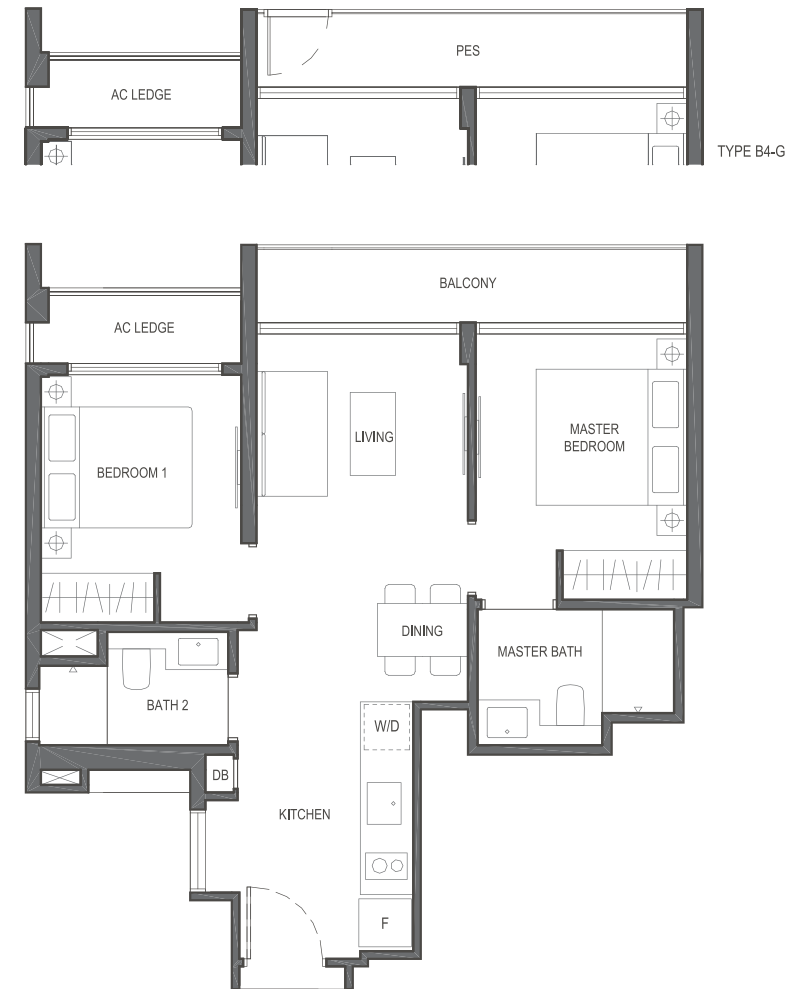 PES
AC LEDGE
TYPE B4-G
BALCONY
AC LEDGE
LIVING
MASTER
BEDROOM
BEDROOM 1
DINING
MASTER BATH
BATH 2
W/D
DB
KITCHEN
F